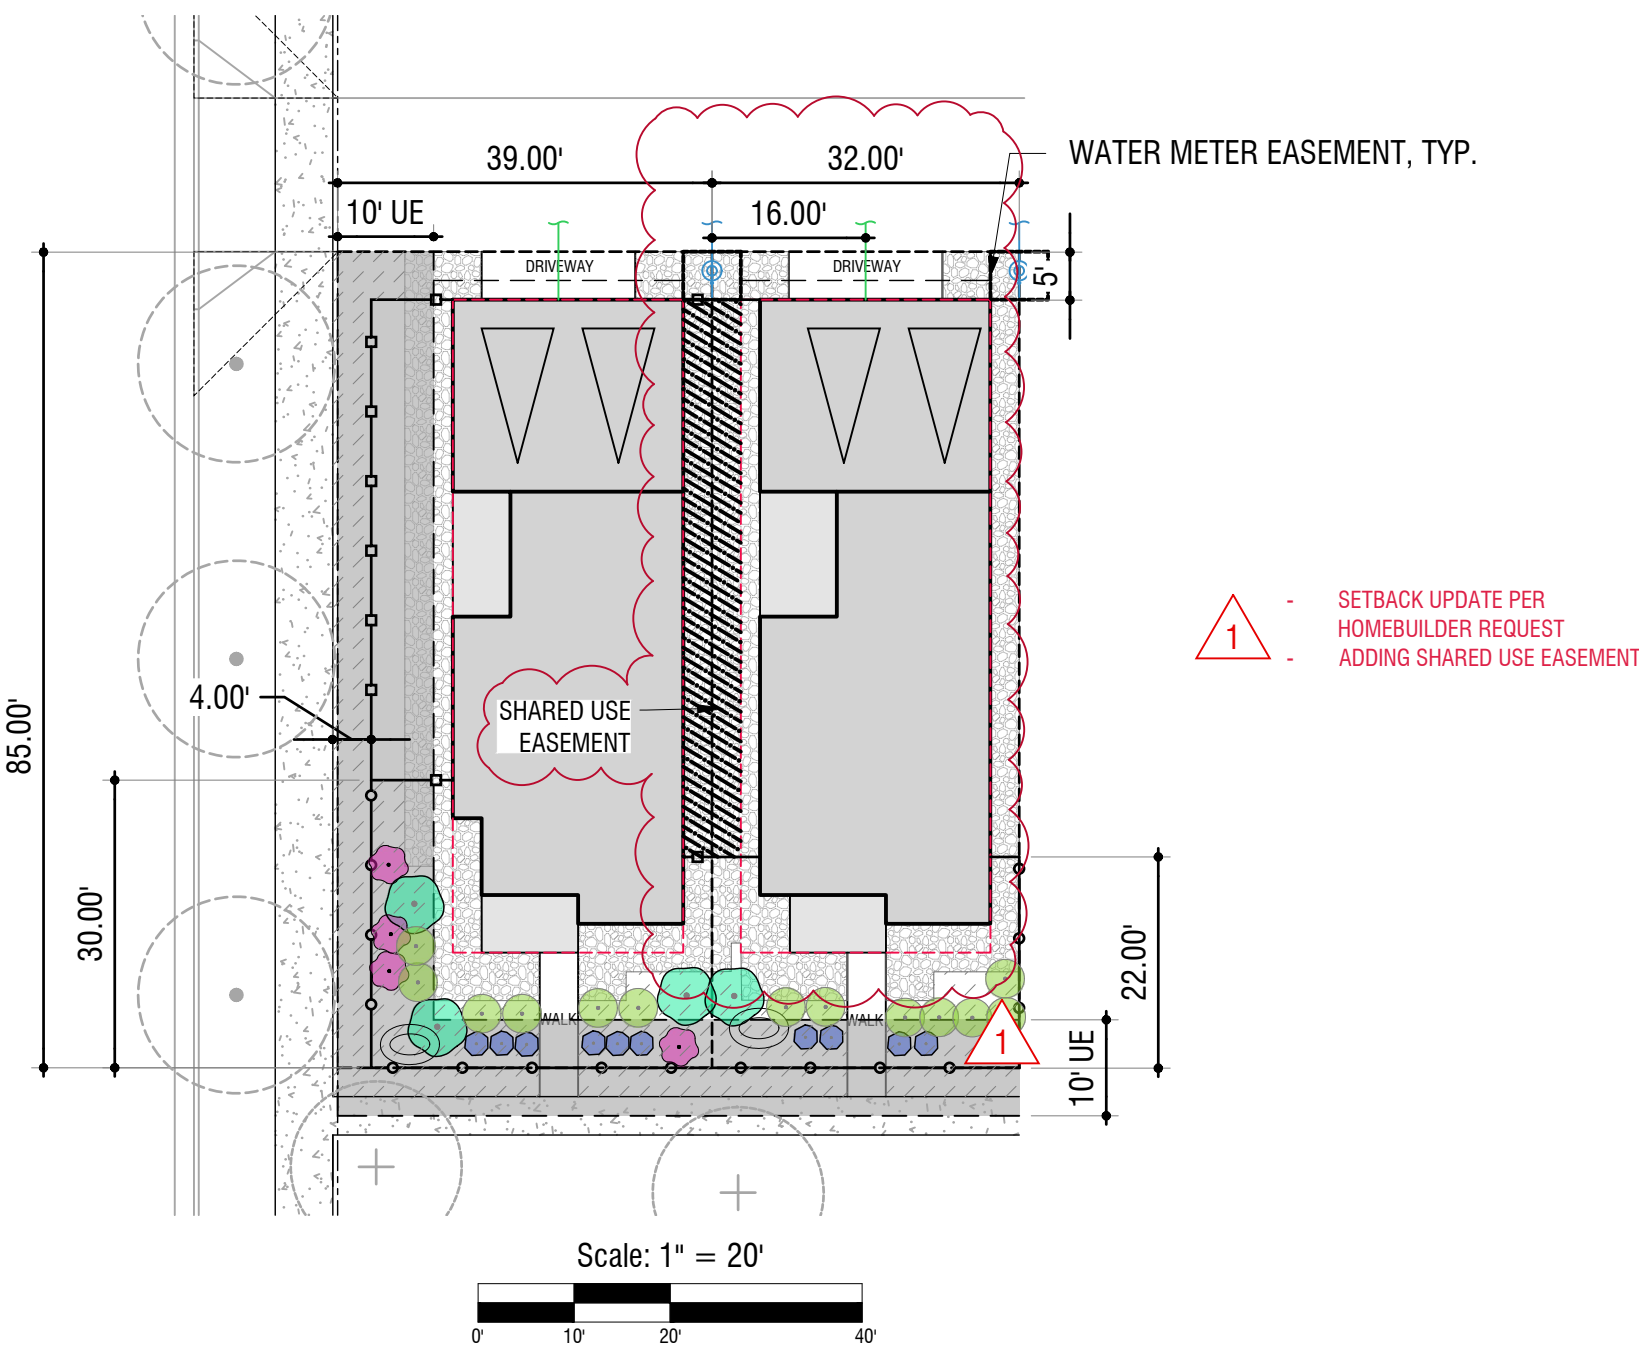 39.00'
32.00'
WATER METER EASEMENT, TYP.
10' UE
16.00'
DRIVEWAY
DRIVEWAY
5'
SETBACK UPDATE PER
HOMEBUILDER REQUEST
1
- ADDING SHARED USE EASEMENT
4.00'
SHARED USE
EASEMENT
85.00'
30.00'
22.00'
WALK
WALK
1
10' UE
Scale: 1" = 20'
0' 10' 20' 40'